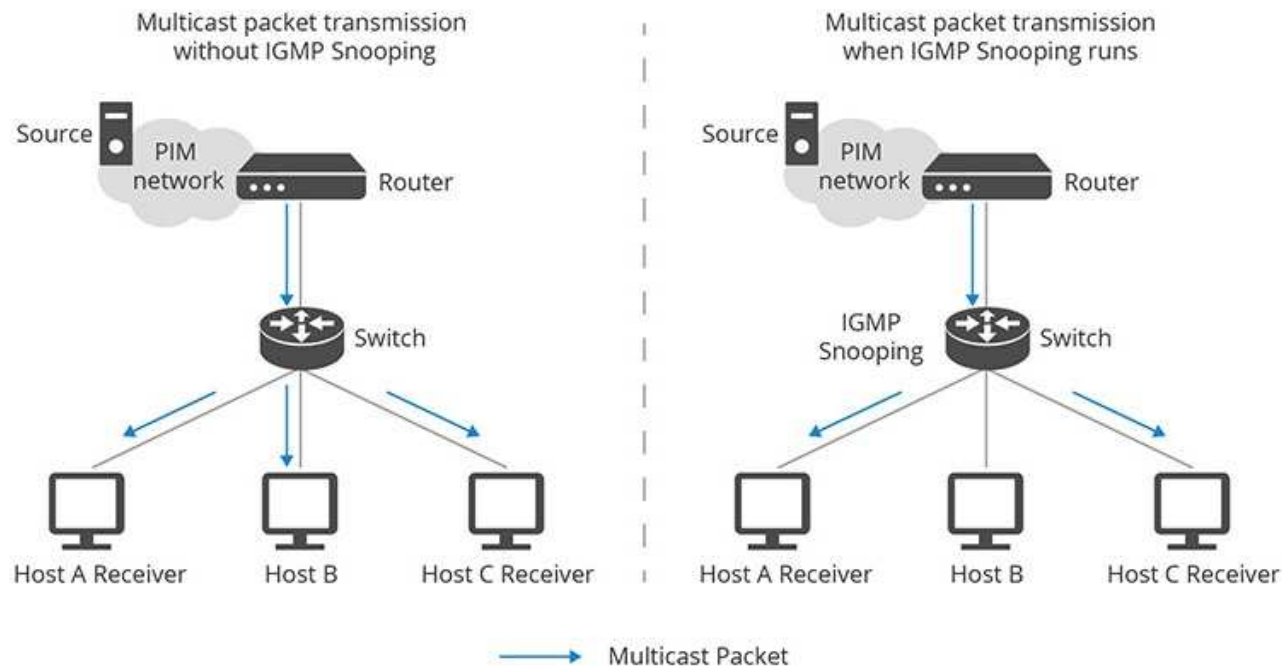 Multicast packet transmission
without IGMP Snooping
Source
PIM
network
Router
Switch
Host A Receiver
Host B
Host C Receiver
Multicast packet transmission
when IGMP Snooping runs
Source
PIM
network
Router
IGMP
Snooping
Switch
Host A Receiver
Host B
Host C Receiver
Multicast Packet